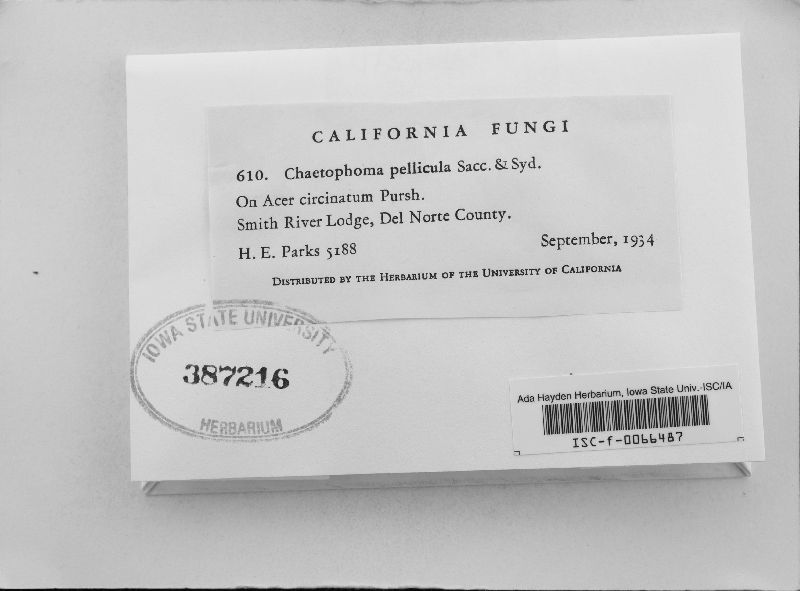 CALIFORNIA FUNGI
610. Chaetophoma pellicula Sacc. & Syd.
On Acer circinatum Pursh.
Smith River Lodge, Del Norte County.
H. E. Parks 5188 September, 1934
DISTRIBUTED BY THE HERBARIUM OF THE UNIVERSITY OF CALIFORNIA
IOWA STATE UNIVERSITY
387216
HERBARIUM
Ada Hayden Herbarium, Iowa State Univ.-ISC/IA
ISC-f-0066487